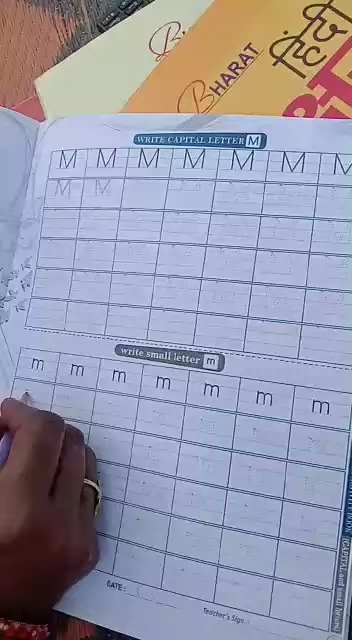 BHARAT
हिंदी
WRITE CAPITAL LETTER M
M M M M M M M
M M
write small letter m
m m m m m m m
DATE :
Teacher's Sign.